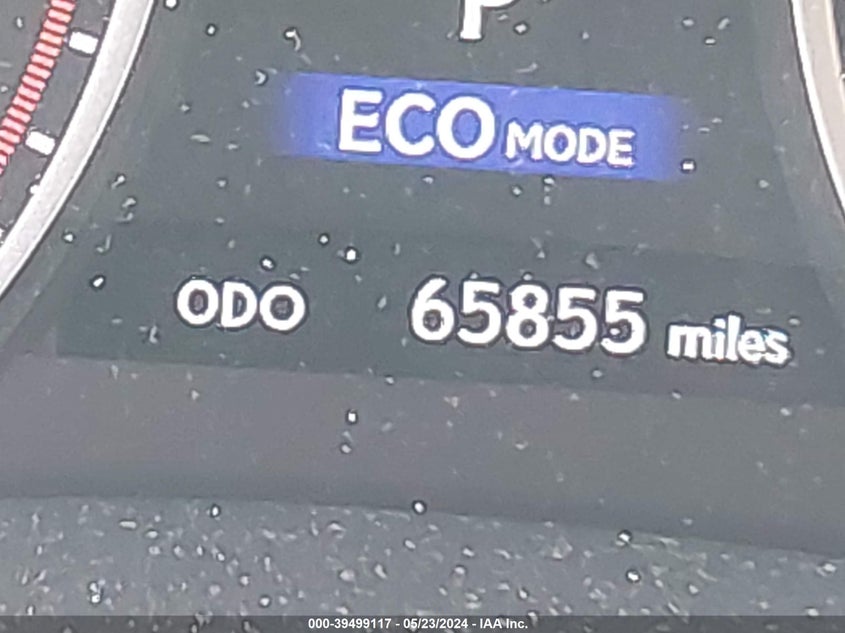 P
ECO MODE
ODO 65855 miles
000-39499117 - 05/23/2024 - IAA Inc.